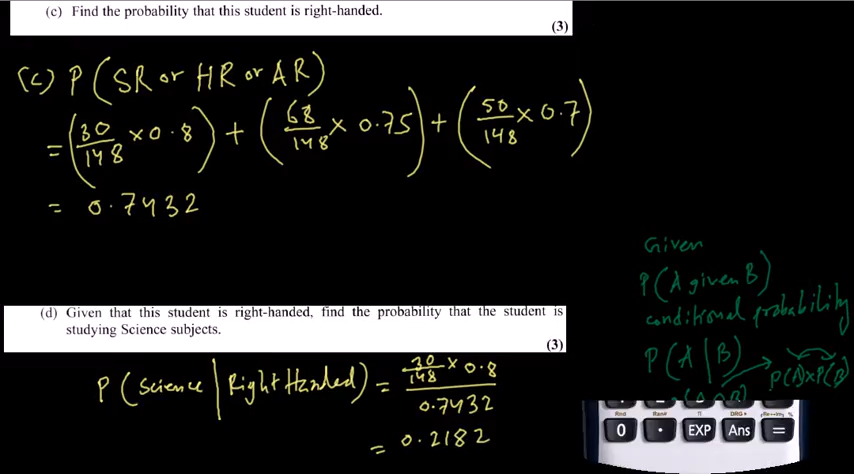 (c) Find the probability that this student is right-handed.
(3)
(c) P(SR or HR or AR)
= (30/148 × 0.8) + (68/148 × 0.75) + (50/148 × 0.7)
= 0.7432
Given
P(A given B)
conditional probability
P(A|B)
P(A)×P(B)
(d) Given that this student is right-handed, find the probability that the student is
studying Science subjects.
(3)
P(Science | Right Handed) = 30/148 × 0.8
0.7432
= 0.2182
Rnd Ran# π DRG▸ %
0 · EXP Ans =